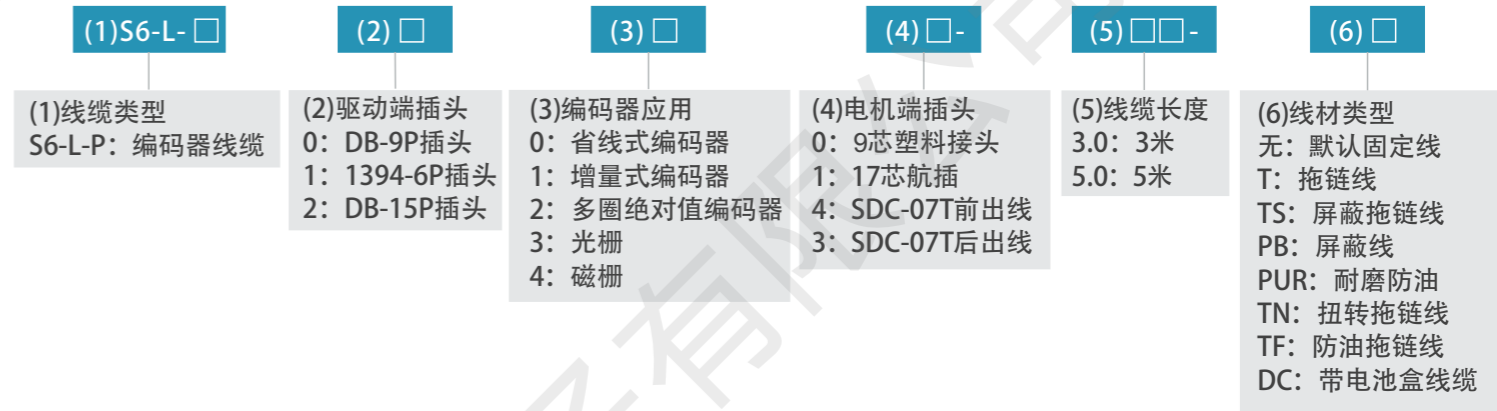 (1)S6-L-□
(2)□
(3)□
(4)□-
(5)□□-
(6)□
(1)线缆类型
S6-L-P：编码器线缆
(2)驱动端插头
0：DB-9P插头
1：1394-6P插头
2：DB-15P插头
(3)编码器应用
0：省线式编码器
1：增量式编码器
2：多圈绝对值编码器
3：光栅
4：磁栅
(4)电机端插头
0：9芯塑料接头
1：17芯航插
4：SDC-07T前出线
3：SDC-07T后出线
(5)线缆长度
3.0：3米
5.0：5米
(6)线材类型
无：默认固定线
T：拖链线
TS：屏蔽拖链线
PB：屏蔽线
PUR：耐磨防油
TN：扭转拖链线
TF：防油拖链线
DC：带电池盒线缆
有限公